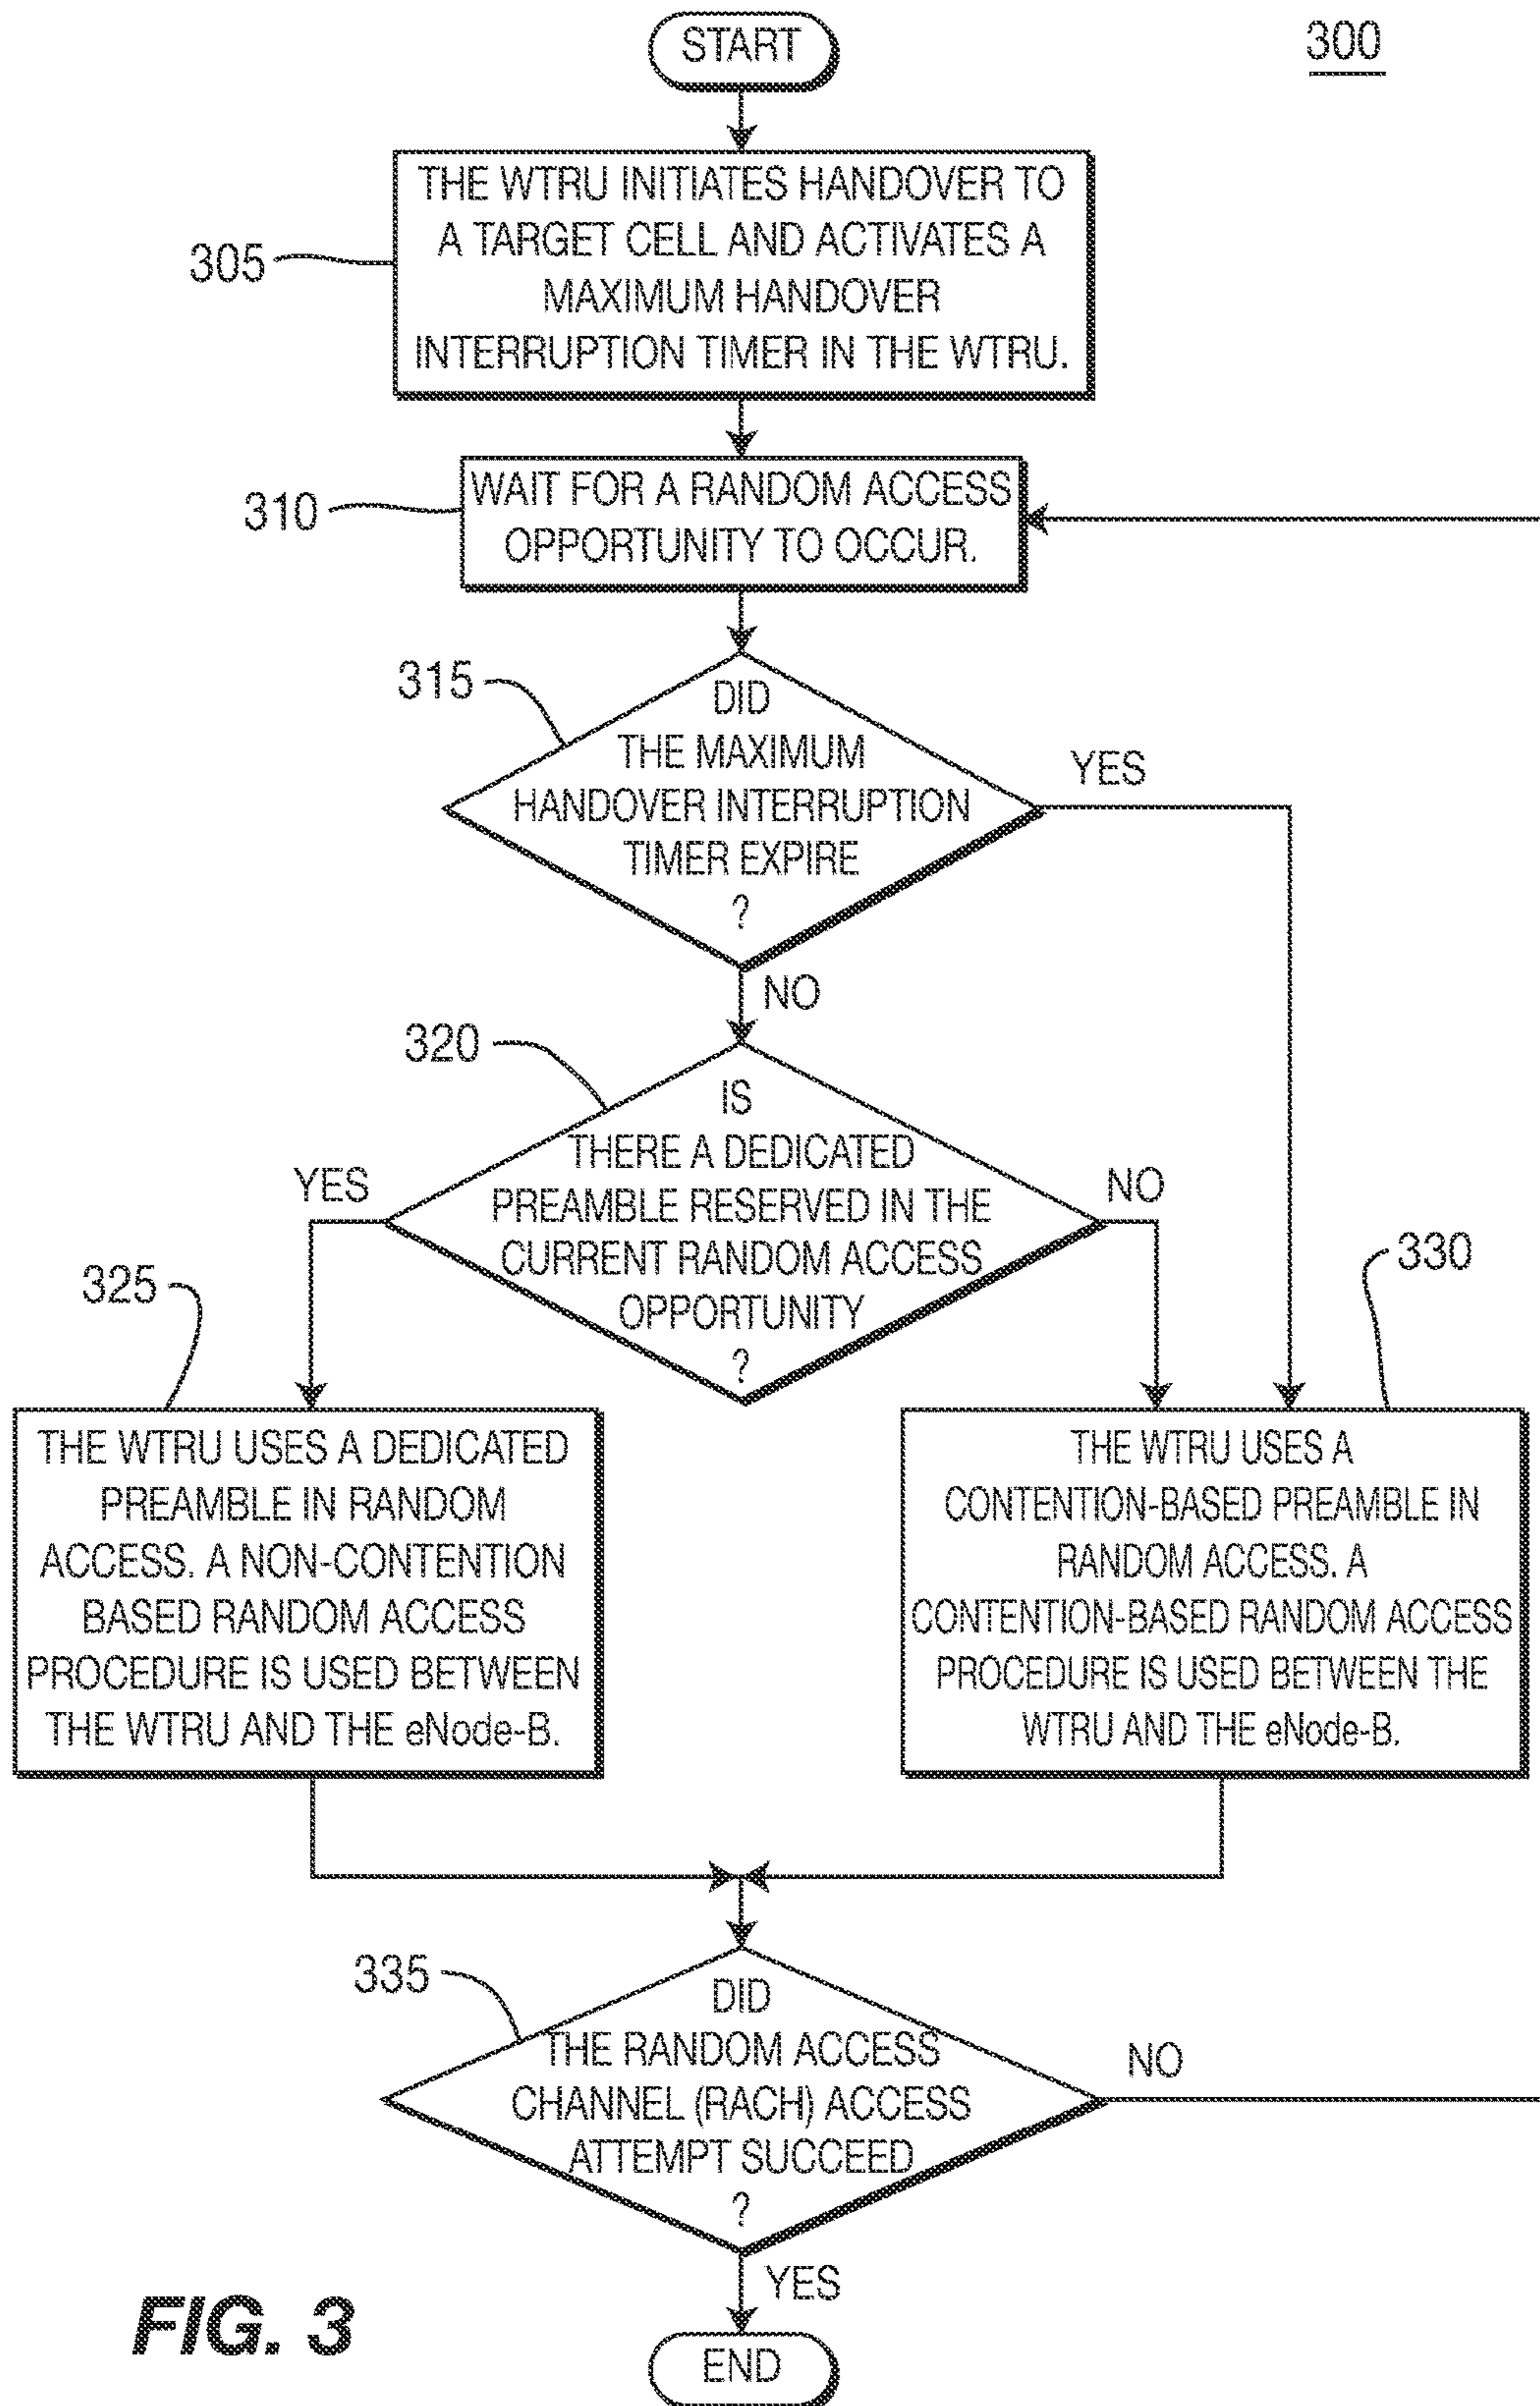 START
300
THE WTRU INITIATES HANDOVER TO
A TARGET CELL AND ACTIVATES A
MAXIMUM HANDOVER
INTERRUPTION TIMER IN THE WTRU.
305
WAIT FOR A RANDOM ACCESS
OPPORTUNITY TO OCCUR.
310
315
DID
THE MAXIMUM
HANDOVER INTERRUPTION
TIMER EXPIRE
?
YES
NO
320
IS
THERE A DEDICATED
PREAMBLE RESERVED IN THE
CURRENT RANDOM ACCESS
OPPORTUNITY
?
YES
NO
325
330
THE WTRU USES A DEDICATED
PREAMBLE IN RANDOM
ACCESS. A NON-CONTENTION
BASED RANDOM ACCESS
PROCEDURE IS USED BETWEEN
THE WTRU AND THE eNode-B.
THE WTRU USES A
CONTENTION-BASED PREAMBLE IN
RANDOM ACCESS. A
CONTENTION-BASED RANDOM ACCESS
PROCEDURE IS USED BETWEEN THE
WTRU AND THE eNode-B.
335
DID
THE RANDOM ACCESS
CHANNEL (RACH) ACCESS
ATTEMPT SUCCEED
?
NO
YES
FIG. 3
END